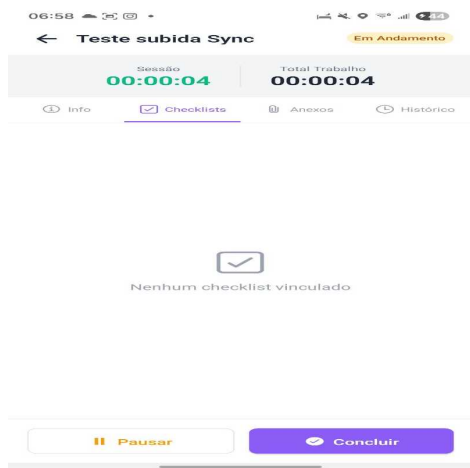 06:58
44
Teste subida Sync
Em Andamento
Sessão
Total Trabalho
00:00:04
00:00:04
Info
Checklists
Anexos
Histórico
Nenhum checklist vinculado
Pausar
Concluir